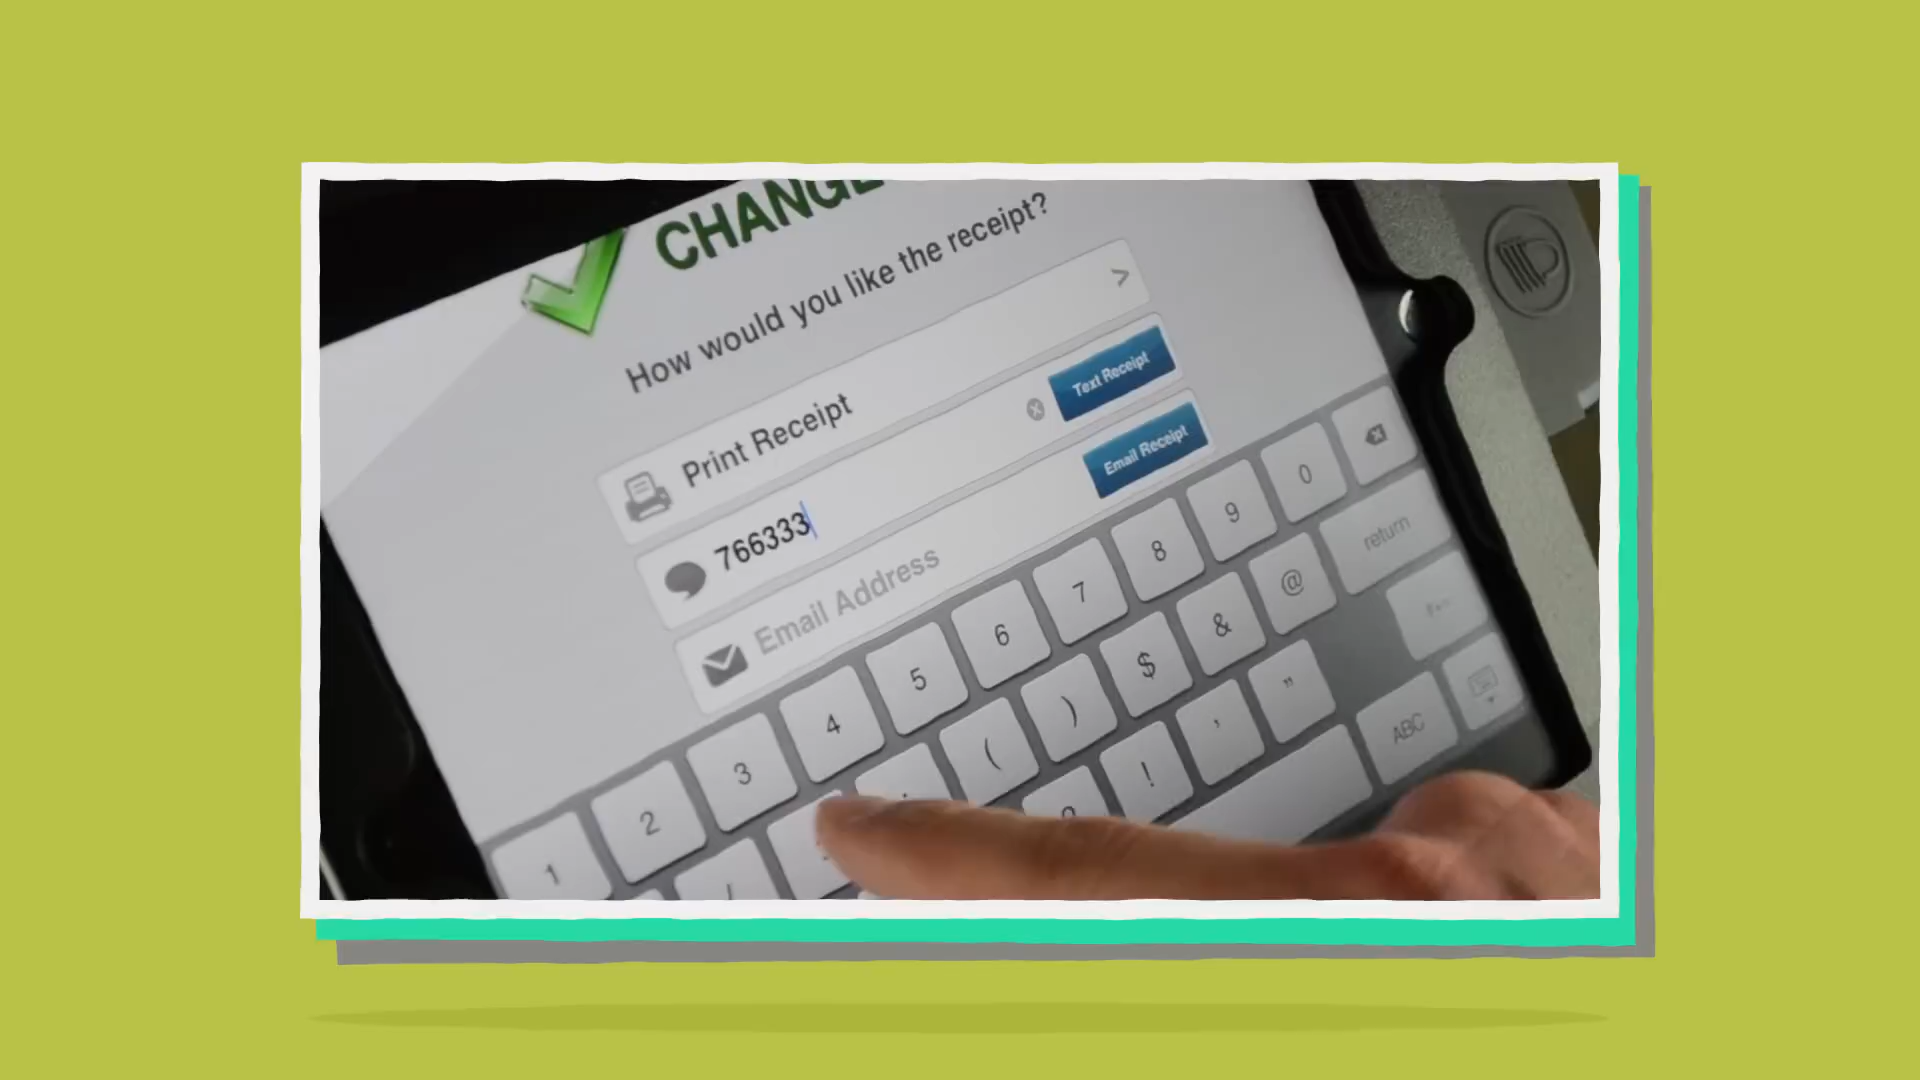 CHANGE
How would you like the receipt?
Print Receipt >
766333 Text Receipt
Email Address Email Receipt
1 2 3 4 5 6 7 8 9 0
/ ( ) $ & @ return
! ' "
ABC